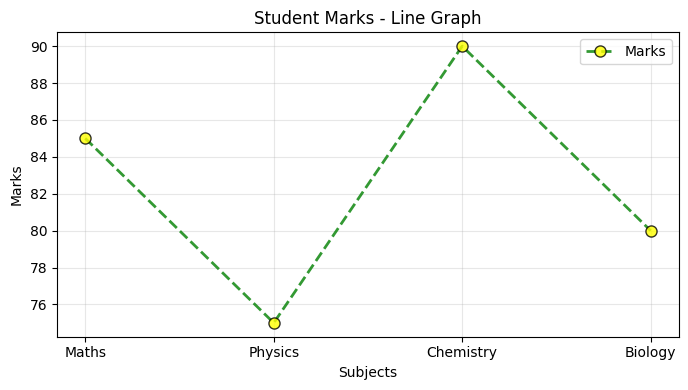 Student Marks - Line Graph
Marks
Marks
90
88
86
84
82
80
78
76
Maths Physics Chemistry Biology
Subjects